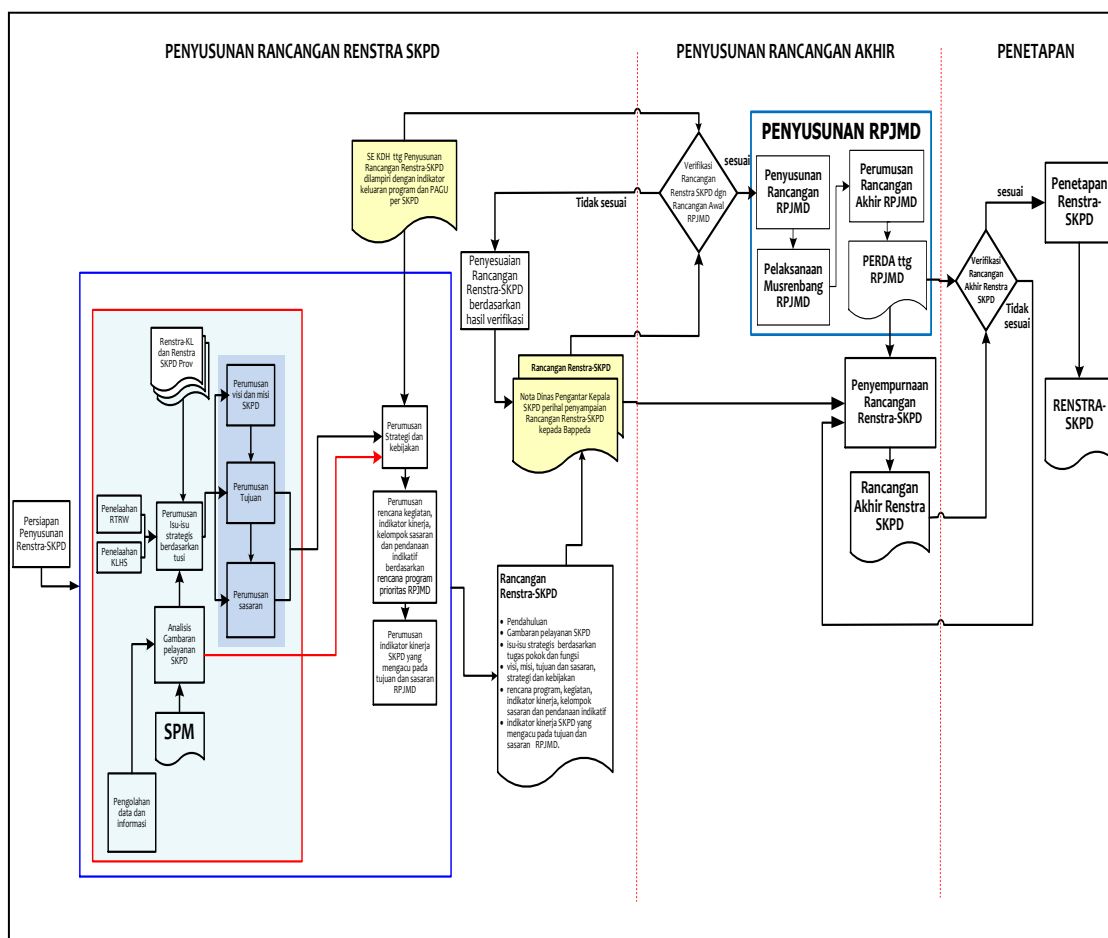 PENYUSUNAN RANCANGAN RENSTRA SKPD
PENYUSUNAN RANCANGAN AKHIR
PENETAPAN
SE KDH ttg Penyusunan
Rancangan Renstra-SKPD
dilampiri dengan indikator
keluaran program dan PAGU
per SKPD
Verifikasi
Rancangan
Renstra SKPD dgn
Rancangan Awal
RPJMD
sesuai
Tidak sesuai
PENYUSUNAN RPJMD
Penyusunan
Rancangan
RPJMD
Perumusan
Rancangan
Akhir RPJMD
Pelaksanaan
Musrenbang
RPJMD
PERDA ttg
RPJMD
sesuai
Penetapan
Renstra-
SKPD
Verifikasi
Rancangan
Akhir Renstra
SKPD
Tidak
sesuai
Penyesuaian
Rancangan
Renstra-SKPD
berdasarkan
hasil verifikasi
Renstra-KL
dan Renstra
SKPD Prov
Perumusan
visi dan misi
SKPD
Rancangan Renstra-SKPD
Nota Dinas Pengantar Kepala
SKPD perihal penyampaian
Rancangan Renstra-SKPD
kepada Bappeda
Penyempurnaan
Rancangan
Renstra-SKPD
RENSTRA-
SKPD
Perumusan
Strategi dan
kebijakan
Perumusan
Tujuan
Penelaahan
RTRW
Penelaahan
KLHS
Perumusan
Isu-isu
strategis
berdasarkan
tusi
Persiapan
Penyusunan
Renstra-SKPD
Perumusan
rencana kegiatan,
indikator kinerja,
kelompok sasaran
dan pendanaan
indikatif
berdasarkan
rencana program
prioritas RPJMD
Rancangan
Akhir Renstra
SKPD
Perumusan
sasaran
Analisis
Gambaran
pelayanan
SKPD
Perumusan
indikator kinerja
SKPD yang
mengacu pada
tujuan dan sasaran
RPJMD
Rancangan
Renstra-SKPD
• Pendahuluan
• Gambaran pelayanan SKPD
• isu-isu strategis berdasarkan
tugas pokok dan fungsi
• visi, misi, tujuan dan sasaran,
strategi dan kebijakan
• rencana program, kegiatan,
indikator kinerja, kelompok
sasaran dan pendanaan indikatif
• indikator kinerja SKPD yang
mengacu pada tujuan dan
sasaran RPJMD.
SPM
Pengolahan
data dan
informasi